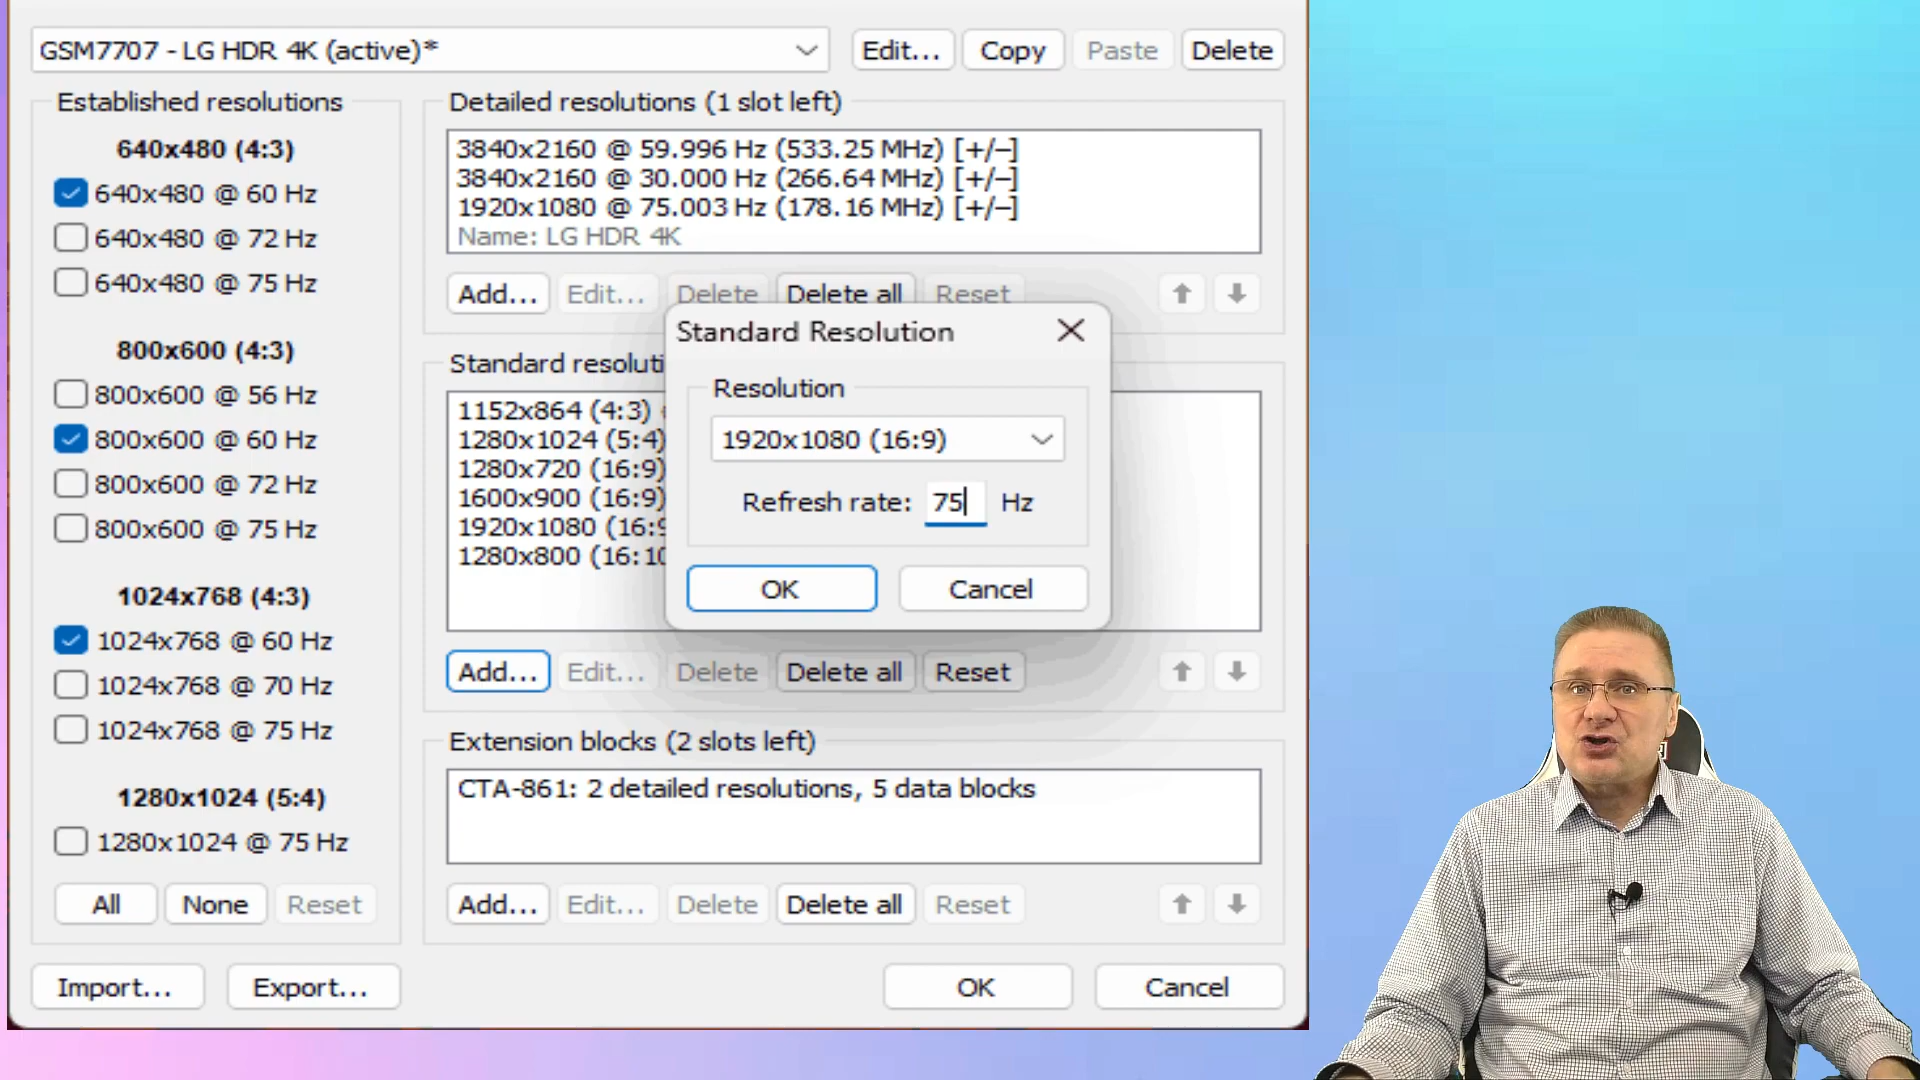 GSM7707 - LG HDR 4K (active)*
Edit...
Copy
Paste
Delete
Established resolutions
640x480 (4:3)
640x480 @ 60 Hz
640x480 @ 72 Hz
640x480 @ 75 Hz
800x600 (4:3)
800x600 @ 56 Hz
800x600 @ 60 Hz
800x600 @ 72 Hz
800x600 @ 75 Hz
1024x768 (4:3)
1024x768 @ 60 Hz
1024x768 @ 70 Hz
1024x768 @ 75 Hz
1280x1024 (5:4)
1280x1024 @ 75 Hz
All
None
Reset
Detailed resolutions (1 slot left)
3840x2160 @ 59.996 Hz (533.25 MHz) [+/−]
3840x2160 @ 30.000 Hz (266.64 MHz) [+/−]
1920x1080 @ 75.003 Hz (178.16 MHz) [+/−]
Name: LG HDR 4K
Add...
Edit...
Delete
Delete all
Reset
Standard
1152x864 (4:3)
1280x1024 (5:4)
1280x720 (16:9)
1600x900 (16:9)
1920x1080
1280x800
Add...
Edit...
Delete
Delete all
Reset
Standard Resolution
Resolution
1920x1080 (16:9)
Refresh rate: 75 Hz
OK
Cancel
Extension blocks (2 slots left)
CTA-861: 2 detailed resolutions, 5 data blocks
Add...
Edit...
Delete
Delete all
Reset
Import...
Export...
OK
Cancel